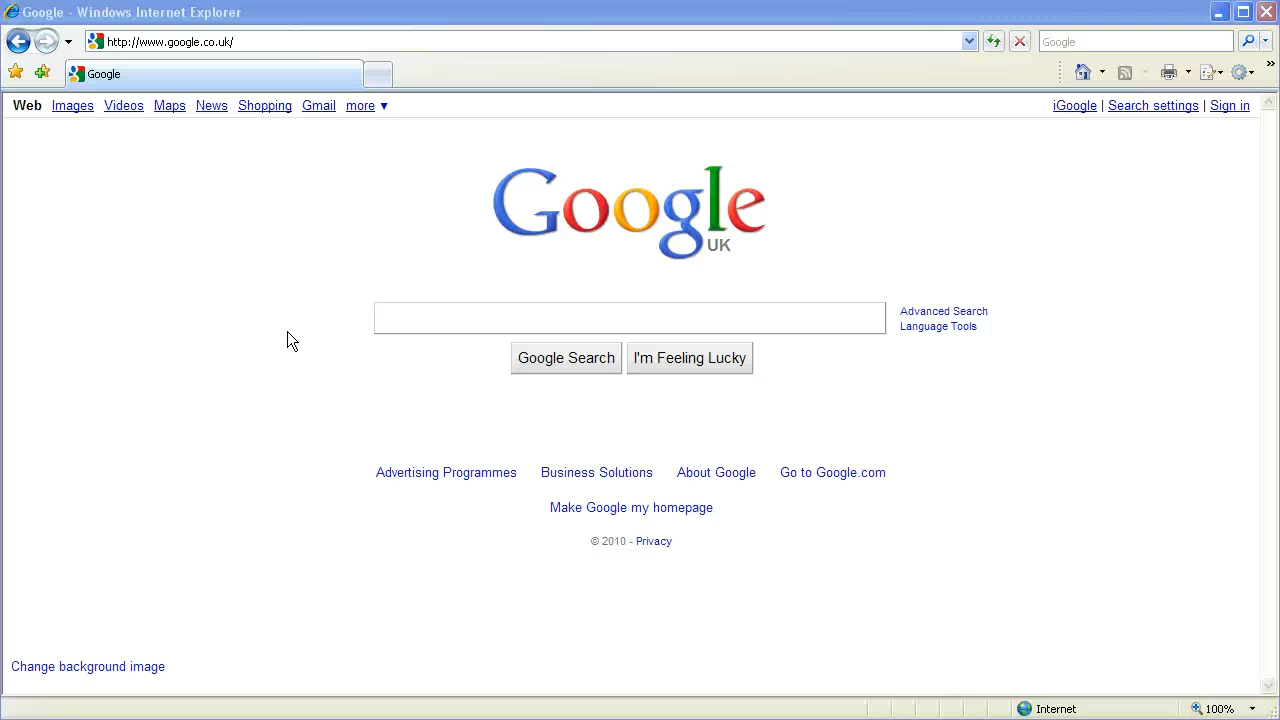 Google - Windows Internet Explorer
http://www.google.co.uk/
Google
Google
Web Images Videos Maps News Shopping Gmail more ▼
iGoogle | Search settings | Sign in
Google
UK
Advanced Search
Language Tools
Google Search I'm Feeling Lucky
Advertising Programmes Business Solutions About Google Go to Google.com
Make Google my homepage
© 2010 - Privacy
Change background image
Internet 100%